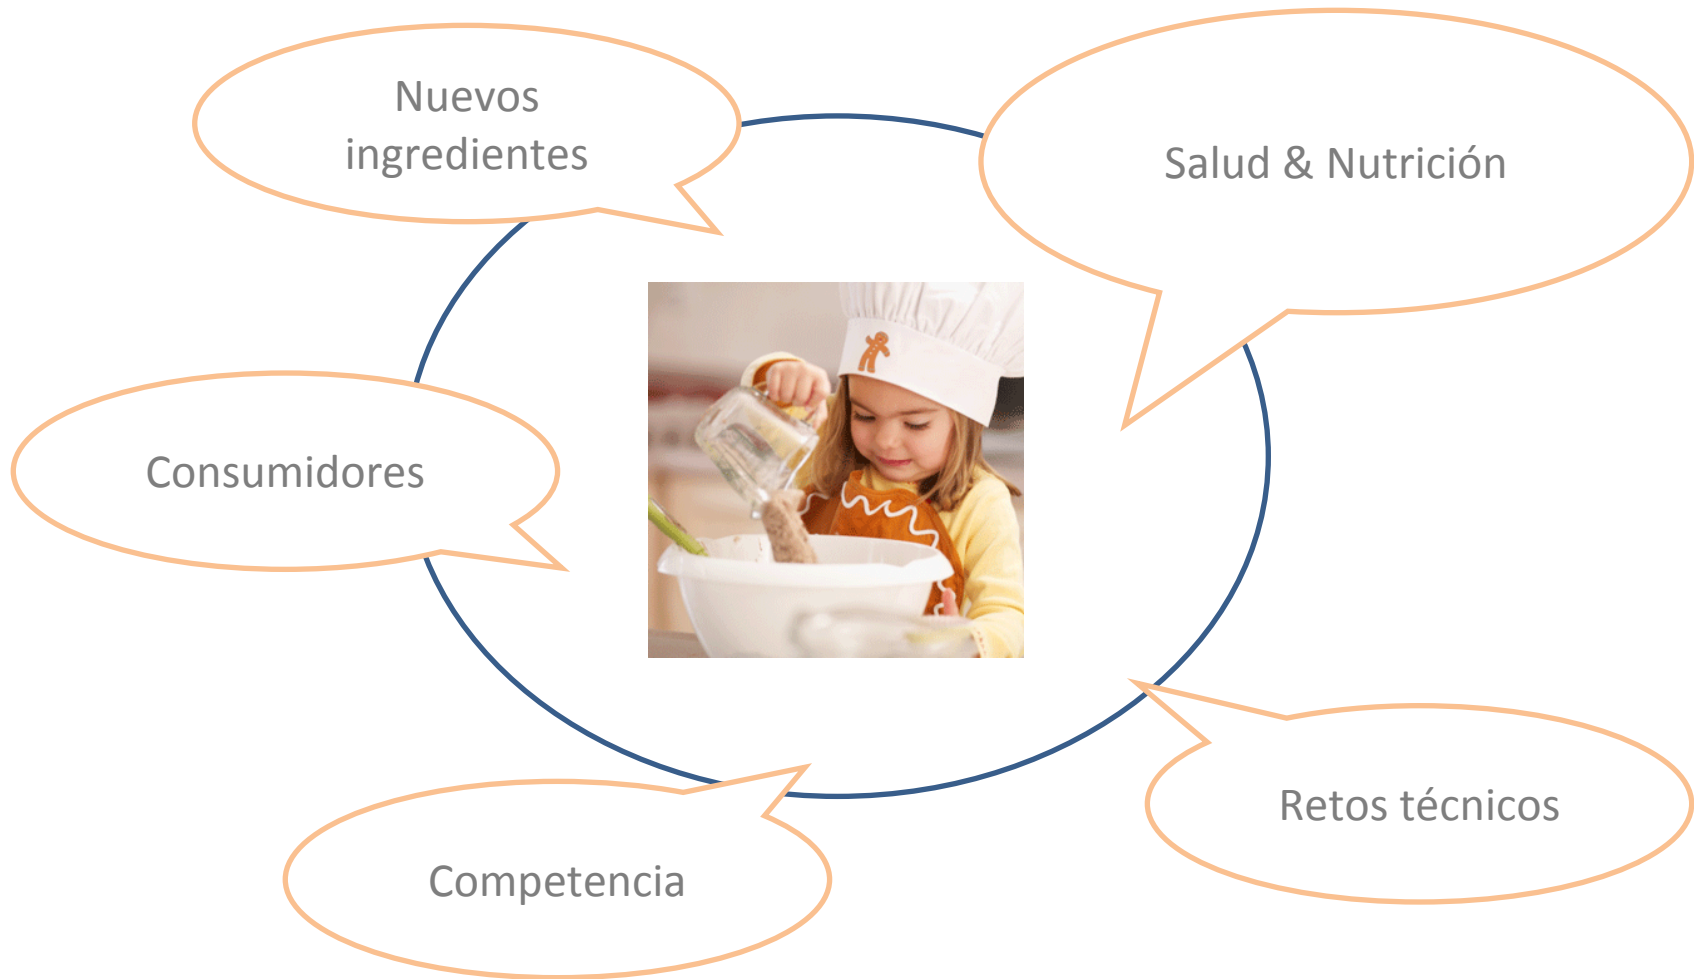 Nuevos
ingredientes
Salud & Nutrición
Consumidores
Retos técnicos
Competencia